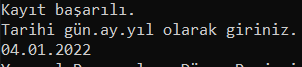 Kayıt başarılı.
Tarihi gün.ay.yıl olarak giriniz.
04.01.2022